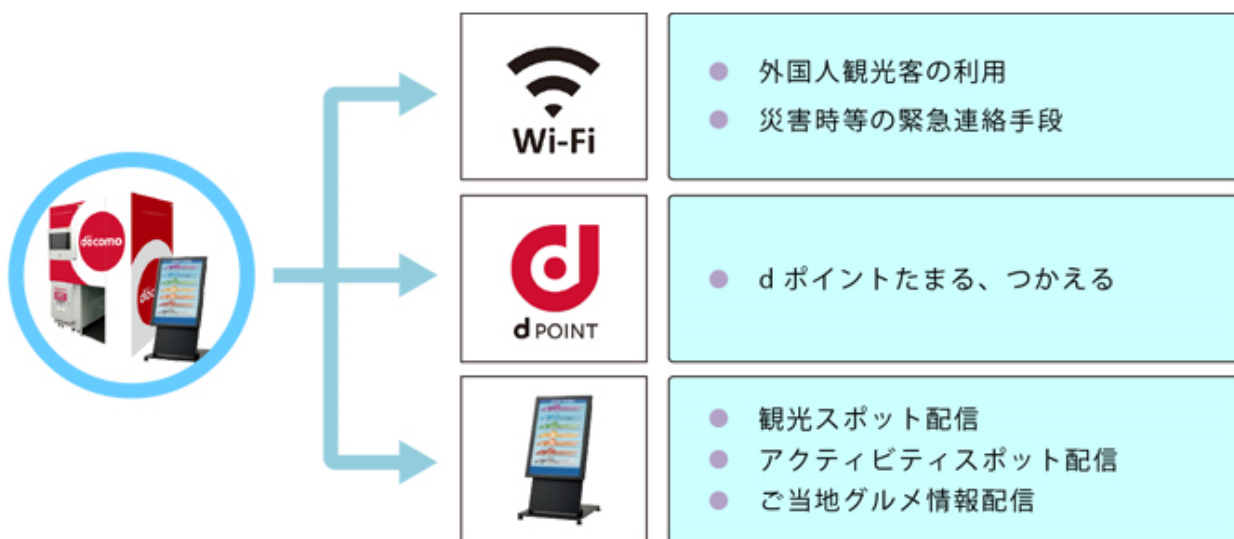 Wi-Fi
外国人観光客の利用
災害時等の緊急連絡手段
döcomo
döc
d POINT
d ポイントたまる、つかえる
観光スポット配信
アクティビティスポット配信
ご当地グルメ情報配信